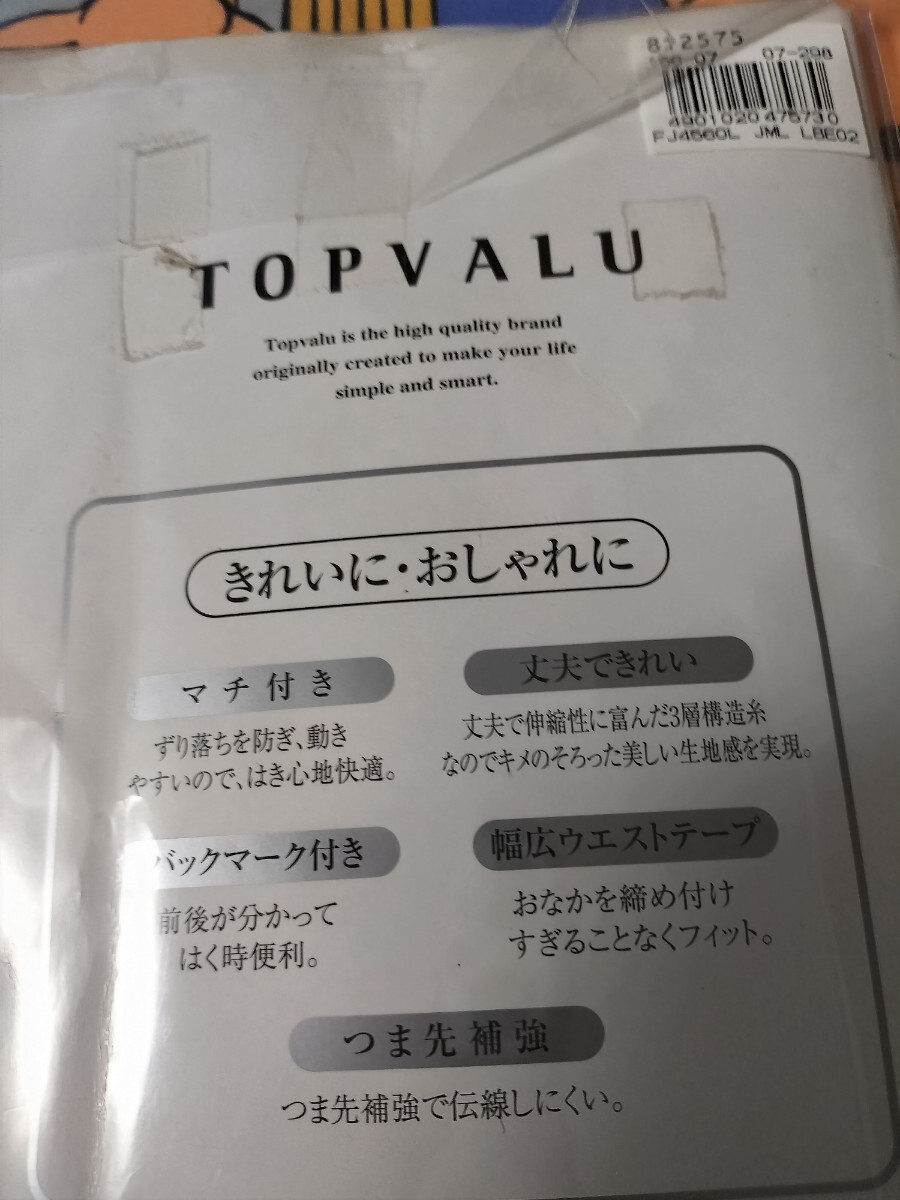 812575
07-298
4901020475730
FJ4560L JML LBE02
TOPVALU
Topvalu is the high quality brand
originally created to make your life
simple and smart.
きれいに・おしゃれに
マチ付き
ずり落ちを防ぎ、動き
やすいので、はき心地快適。
丈夫できれい
丈夫で伸縮性に富んだ3層構造糸
なのでキメのそろった美しい生地感を実現。
バックマーク付き
前後が分かって
はく時便利。
幅広ウエストテープ
おなかを締め付け
すぎることなくフィット。
つま先補強
つま先補強で伝線しにくい。